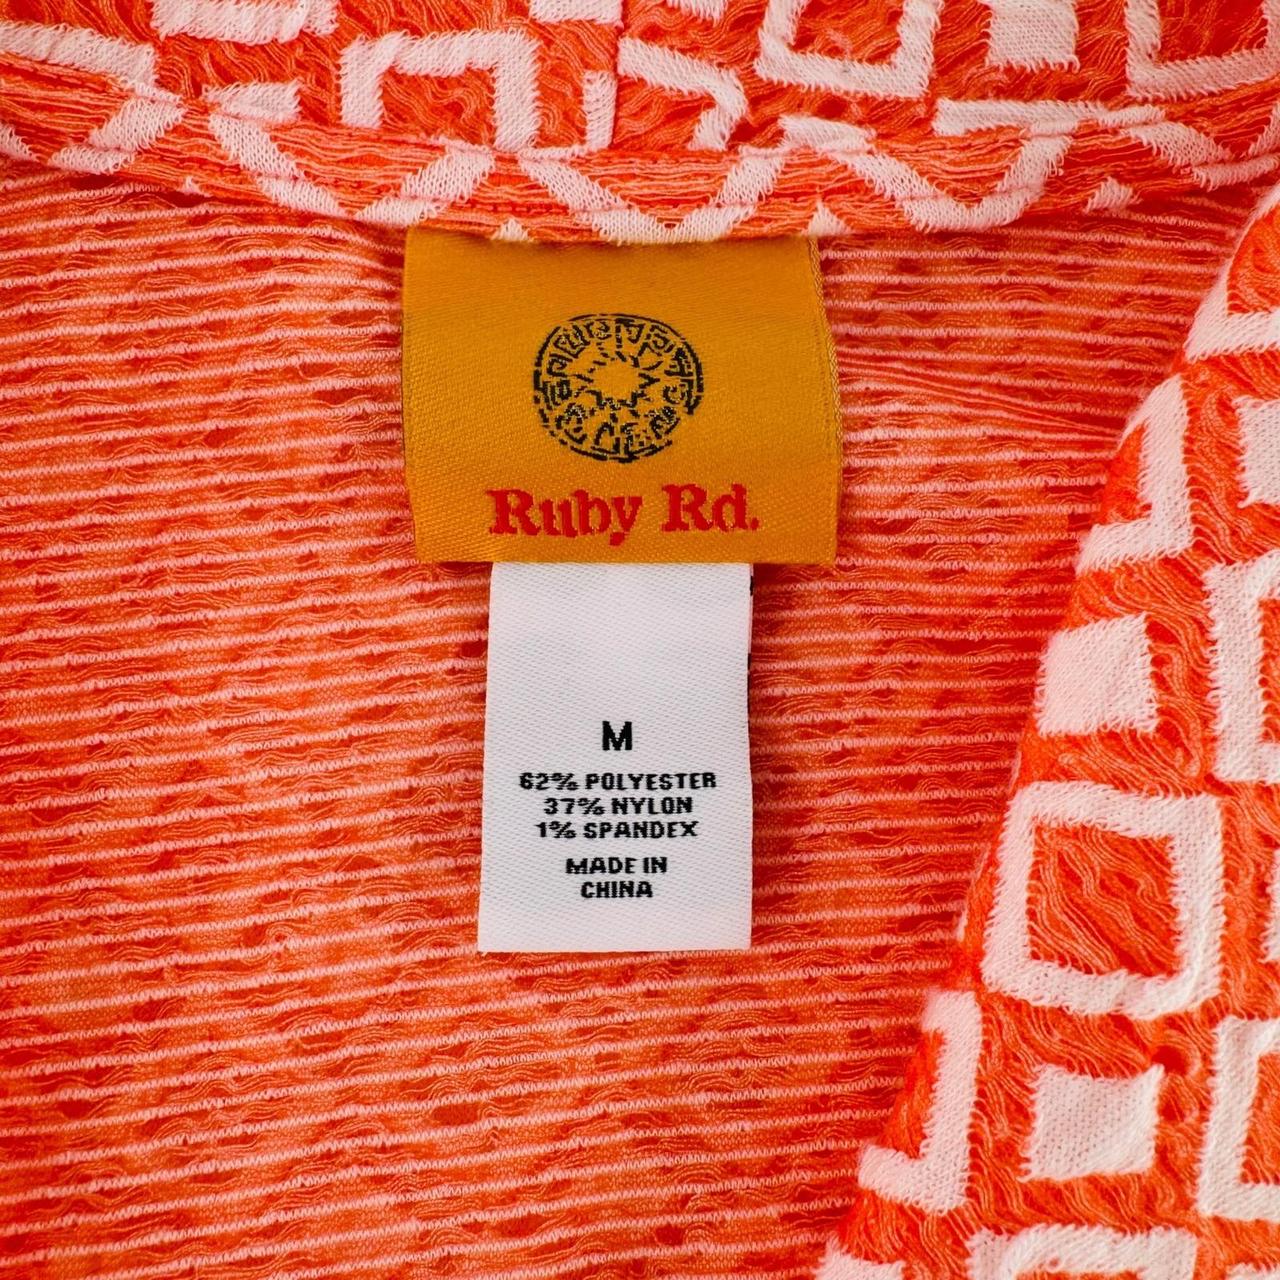 Ruby Rd.
M
62% POLYESTER
37% NYLON
1% SPANDEX
MADE IN
CHINA